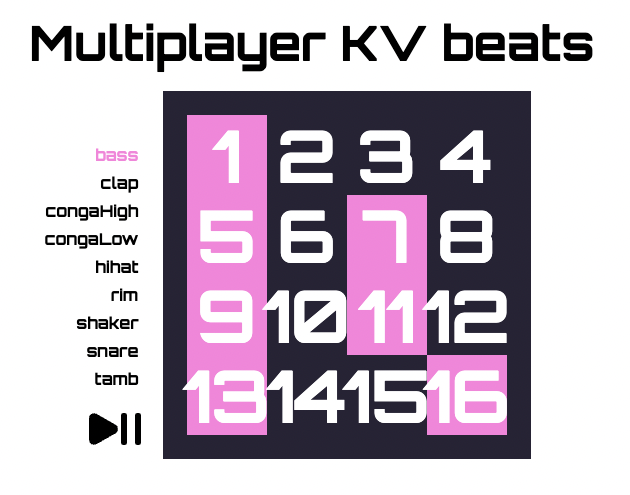 Multiplayer KV beats
bass
clap
congaHigh
congaLow
hihat
rim
shaker
snare
tamb
1 2 3 4
5 6 7 8
9 10 11 12
13 14 15 16